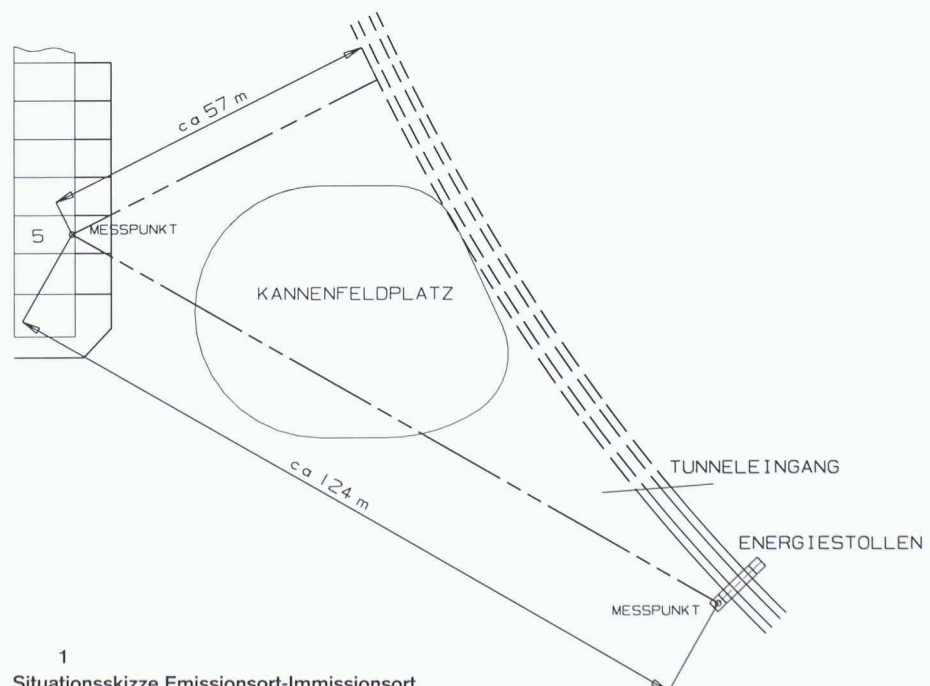 ca 57 m
5
MESSPUNKT
KANNENFELDPLATZ
ca 124 m
TUNNELEINGANG
ENERGIESTOLLEN
MESSPUNKT
1
Situationsskizze Emissionsort-Immissionsort